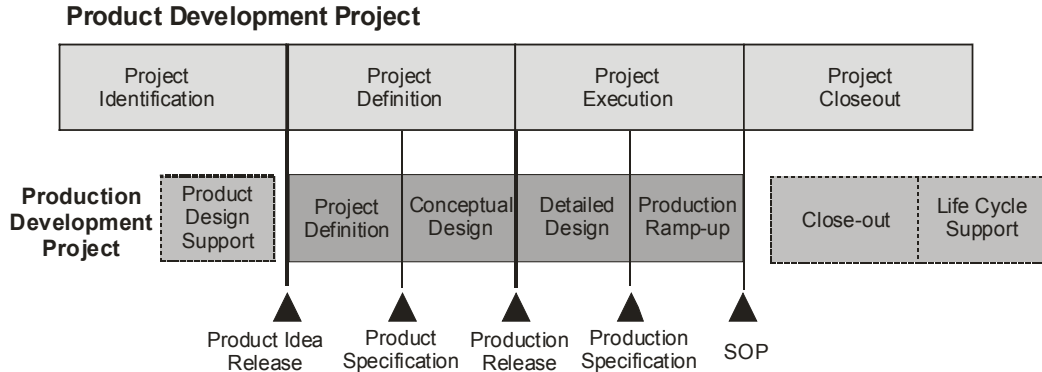 Product Development Project
Project
Identification
Project
Definition
Project
Execution
Project
Closeout
Production
Development
Project
Product
Design
Support
Project
Definition
Conceptual
Design
Detailed
Design
Production
Ramp-up
Close-out
Life Cycle
Support
Product Idea
Release
Product
Specification
Production
Release
Production
Specification
SOP